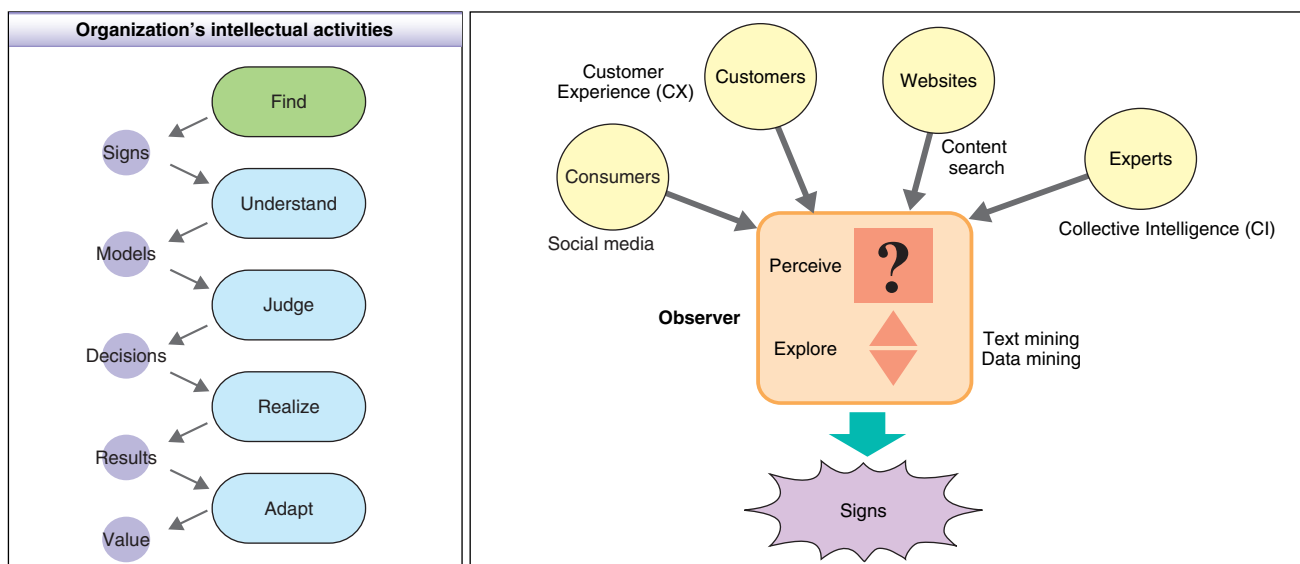 Organization’s intellectual activities
Find
Signs
Understand
Models
Judge
Decisions
Realize
Results
Adapt
Value
Customer
Experience (CX)
Customers
Websites
Content
search
Experts
Consumers
Social media
Collective Intelligence (CI)
Perceive
?
Observer
Explore
Text mining
Data mining
Signs